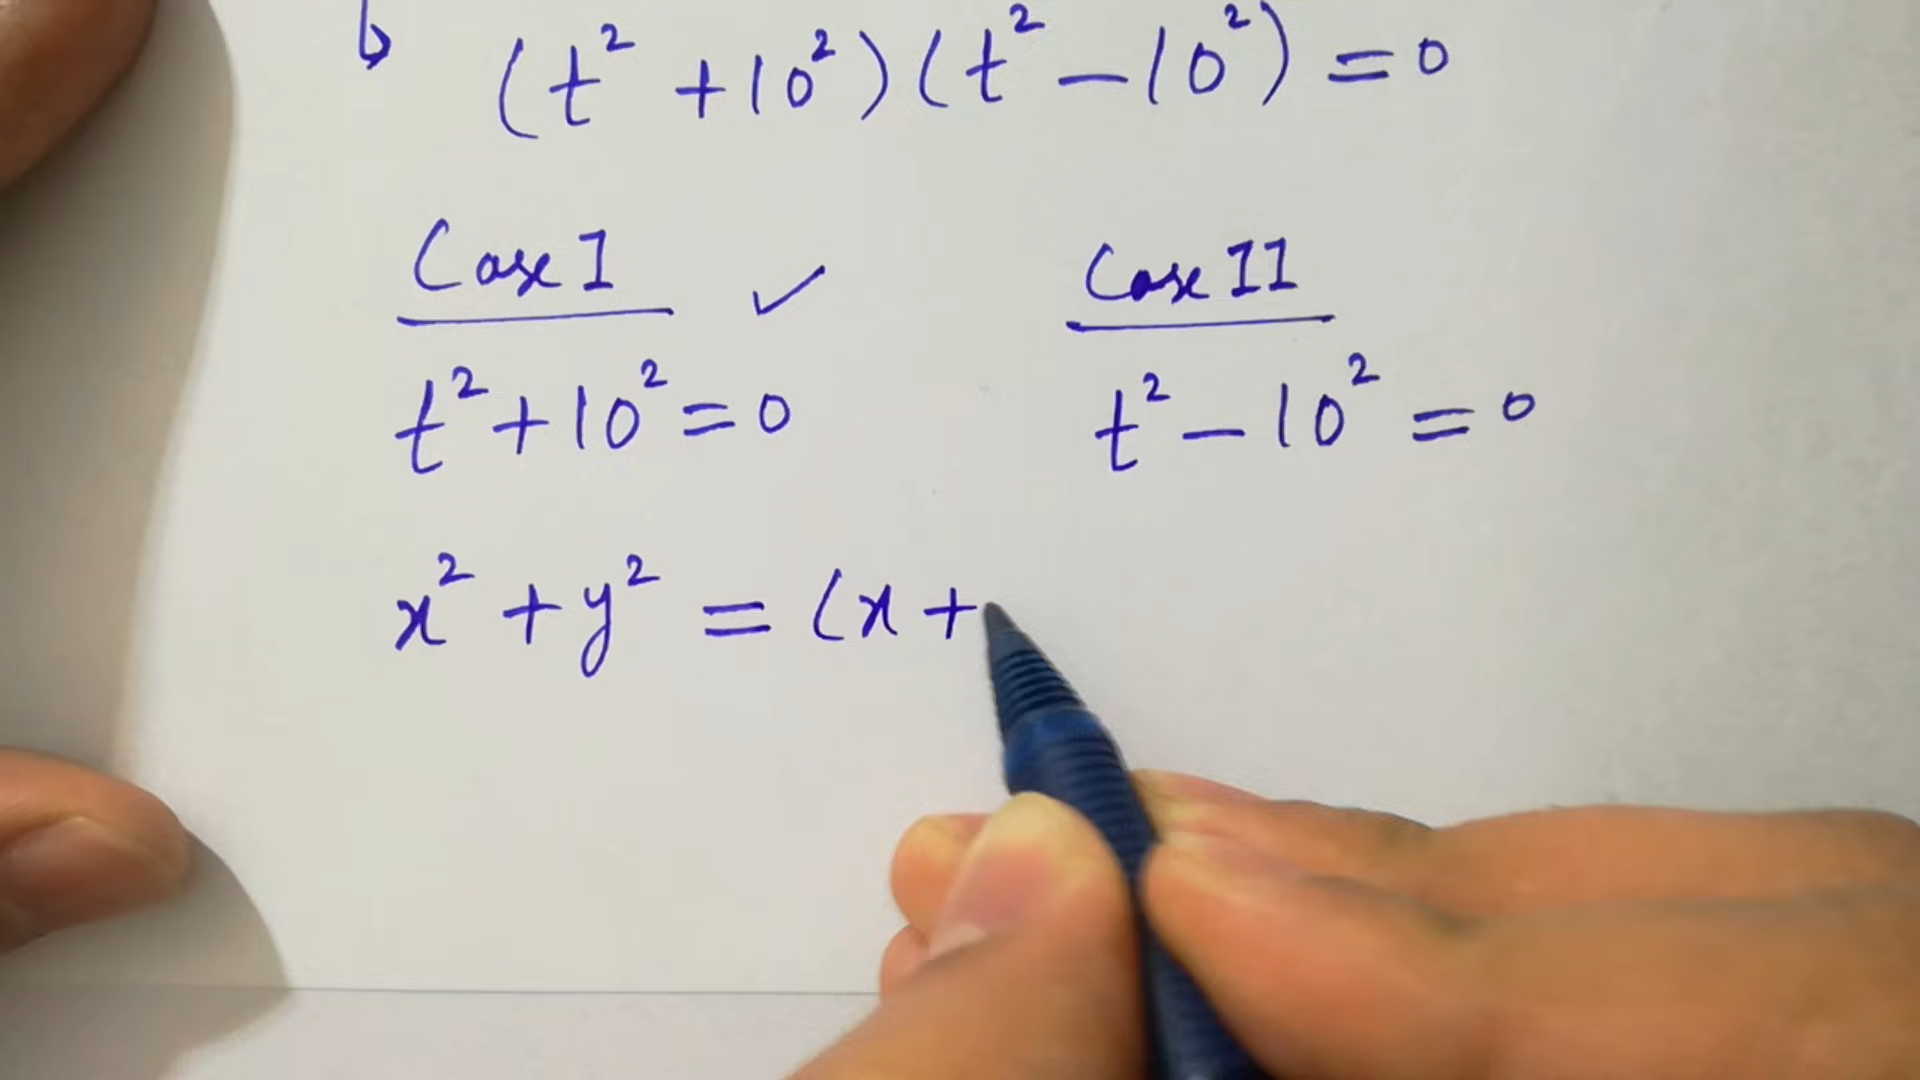 ↳ (t² + 10²)(t² − 10²) = 0
Case I ✓
t² + 10² = 0
Case II
t² − 10² = 0
x² + y² = (x +